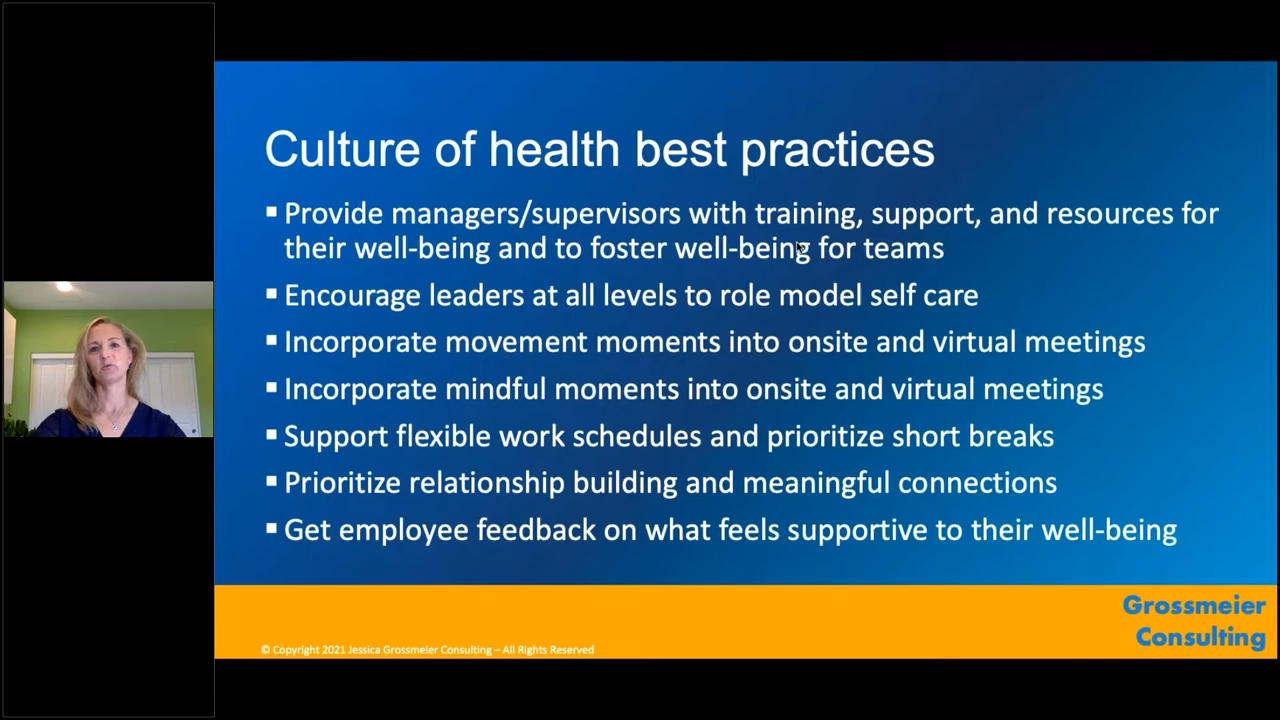 Culture of health best practices
▪ Provide managers/supervisors with training, support, and resources for
their well-being and to foster well-being for teams
▪ Encourage leaders at all levels to role model self care
▪ Incorporate movement moments into onsite and virtual meetings
▪ Incorporate mindful moments into onsite and virtual meetings
▪ Support flexible work schedules and prioritize short breaks
▪ Prioritize relationship building and meaningful connections
▪ Get employee feedback on what feels supportive to their well-being
Grossmeier
Consulting
© Copyright 2021 Jessica Grossmeier Consulting – All Rights Reserved